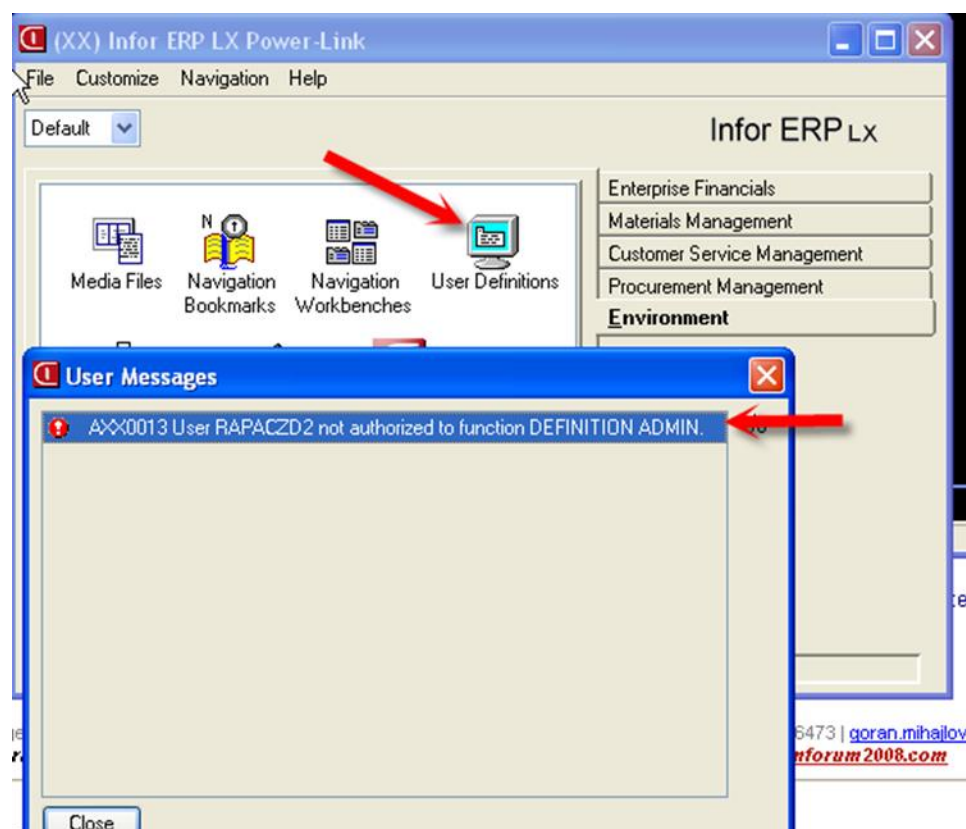 (XX) Infor ERP LX Power-Link
File Customize Navigation Help
Default
Infor ERP LX
Enterprise Financials
Materials Management
Customer Service Management
Procurement Management
Environment
N
Media Files
Navigation Bookmarks
Navigation Workbenches
User Definitions
User Messages
AXX0013 User RAPACZD2 not authorized to function DEFINITION ADMIN.
6473 | goran.mihajlov
nforum2008.com
Close